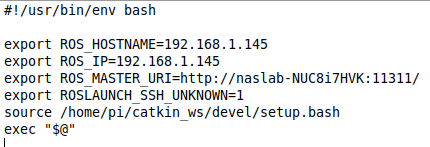 #!/usr/bin/env bash
export ROS_HOSTNAME=192.168.1.145
export ROS_IP=192.168.1.145
export ROS_MASTER_URI=http://naslab-NUC8i7HVK:11311/
export ROSLAUNCH_SSH_UNKNOWN=1
source /home/pi/catkin_ws/devel/setup.bash
exec "$@"